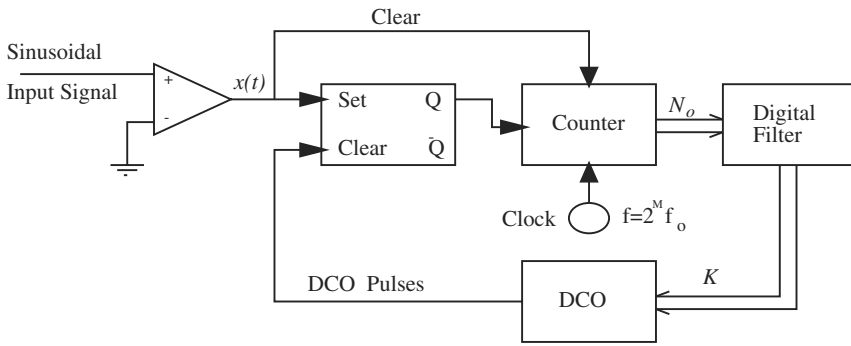 Clear
Sinusoidal
Input Signal
+
-
x(t)
Set Q
Clear Q̄
Counter
N_o
Digital
Filter
Clock
f=2^M f_o
DCO Pulses
DCO
K